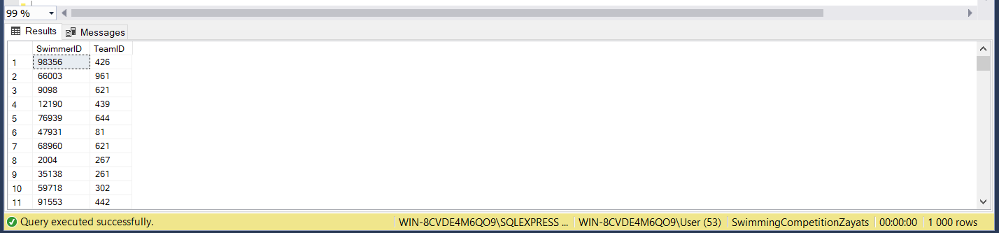 99 %
Results Messages
SwimmerID TeamID
1 98356 426
2 66003 961
3 9098 621
4 12190 439
5 76939 644
6 47931 81
7 68960 621
8 2004 267
9 35138 261
10 59718 302
11 91553 442
Query executed successfully. WIN-8CVDE4M6QO9\SQLEXPRESS ... WIN-8CVDE4M6QO9\User (53) SwimmingCompetitionZayats 00:00:00 1 000 rows